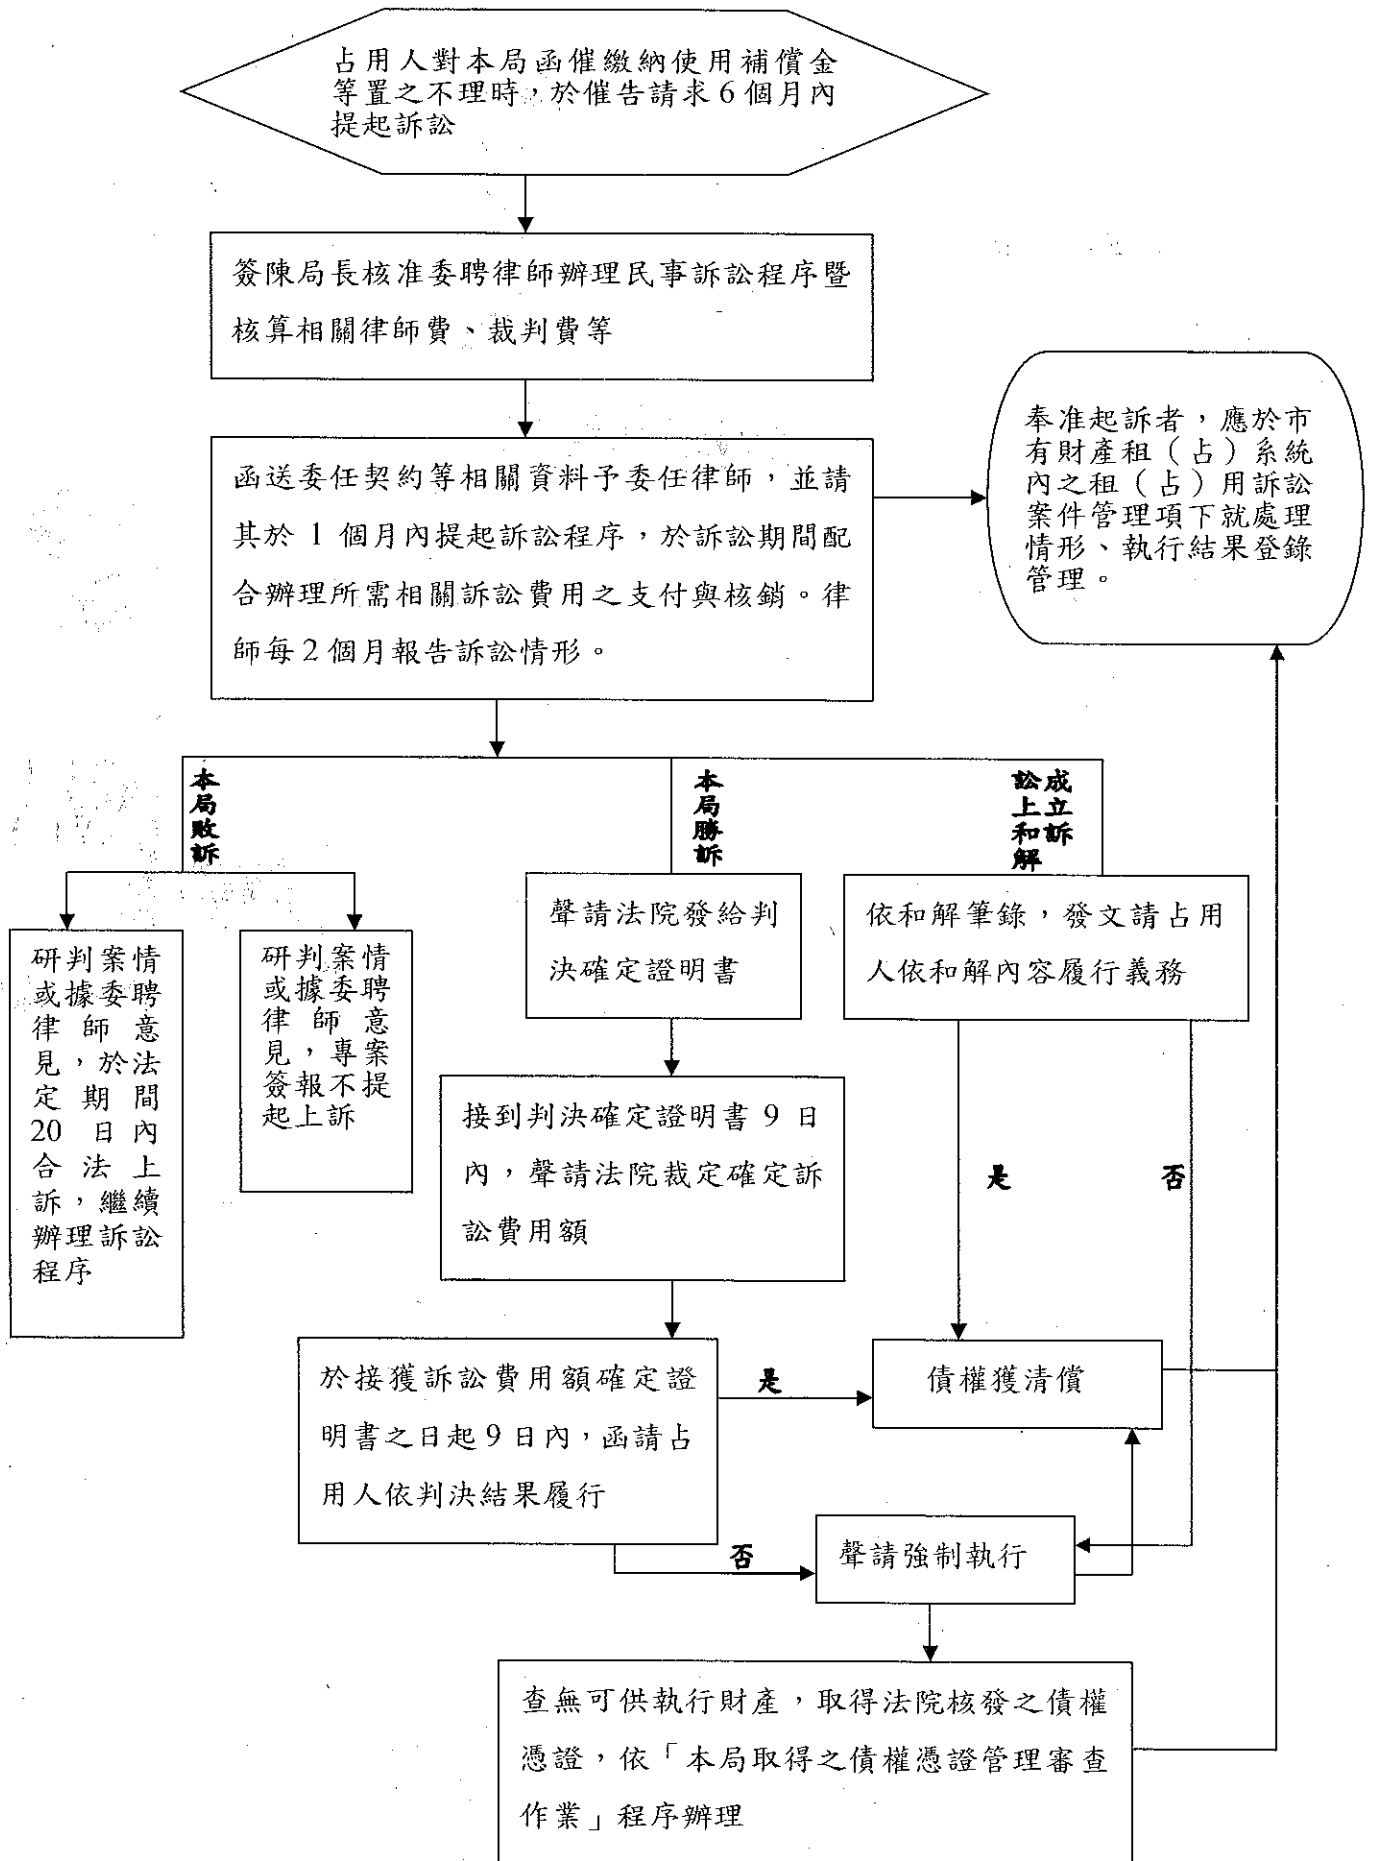 占用人對本局函催繳納使用補償金
等置之不理時，於催告請求6個月內
提起訴訟
簽陳局長核准委聘律師辦理民事訴訟程序暨
核算相關律師費、裁判費等
函送委任契約等相關資料予委任律師，並請
其於 1 個月內提起訴訟程序，於訴訟期間配
合辦理所需相關訴訟費用之支付與核銷。律
師每2個月報告訴訟情形。
奉准起訴者，應於市
有財產租（占）系統
內之租（占）用訴訟
案件管理項下就處理
情形、執行結果登錄
管理。
本局敗訴
本局勝訴
成立訴
訟上和解
研判案情
或據委聘
律師意
見，於法
定期間
20 日內
合法上
訴，繼續
辦理訴訟
程序
研判案情
或據委聘
律師意
見，專案
簽報不提
起上訴
聲請法院發給判
決確定證明書
依和解筆錄，發文請占用
人依和解內容履行義務
接到判決確定證明書 9 日
內，聲請法院裁定確定訴
訟費用額
是
否
於接獲訴訟費用額確定證
明書之日起9日內，函請占
用人依判決結果履行
是
債權獲清償
否
聲請強制執行
查無可供執行財產，取得法院核發之債權
憑證，依「本局取得之債權憑證管理審查
作業」程序辦理